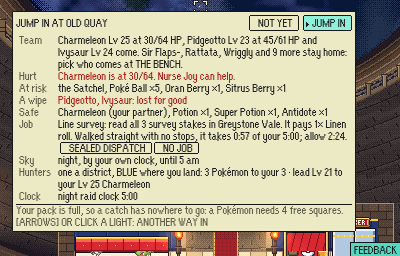 JUMP IN AT OLD QUAY
NOT YET
JUMP IN
Team Charmeleon Lv 25 at 30/64 HP, Pidgeotto Lv 23 at 45/61 HP and
Ivysaur Lv 24 come. Sir Flaps-, Rattata, Wriggly and 9 more stay home:
pick who comes at THE BENCH.
Hurt Charmeleon is at 30/64. Nurse Joy can help.
At risk the Satchel, Poké Ball ×5, Oran Berry ×1, Sitrus Berry ×1
A wipe Pidgeotto, Ivysaur: lost for good
Safe Charmeleon (your partner), Potion ×1, Super Potion ×1, Antidote ×1
Job Line survey: read all 3 survey stakes in Greystone Vale. It pays 1× Linen
roll. Walked straight with no stops, it takes 0:57 of your 5:00; allow 2:24.
SEALED DISPATCH
NO JOB
Sky night, by your own clock, until 5 am
Hunters one a district, BLUE where you land: 3 Pokémon to your 3 · lead Lv 21 to
your Lv 25 Charmeleon
Clock night raid clock 5:00
Your pack is full, so a catch has nowhere to go: a Pokémon needs 4 free squares.
[ARROWS] OR CLICK A LIGHT: ANOTHER WAY IN
FEEDBACK